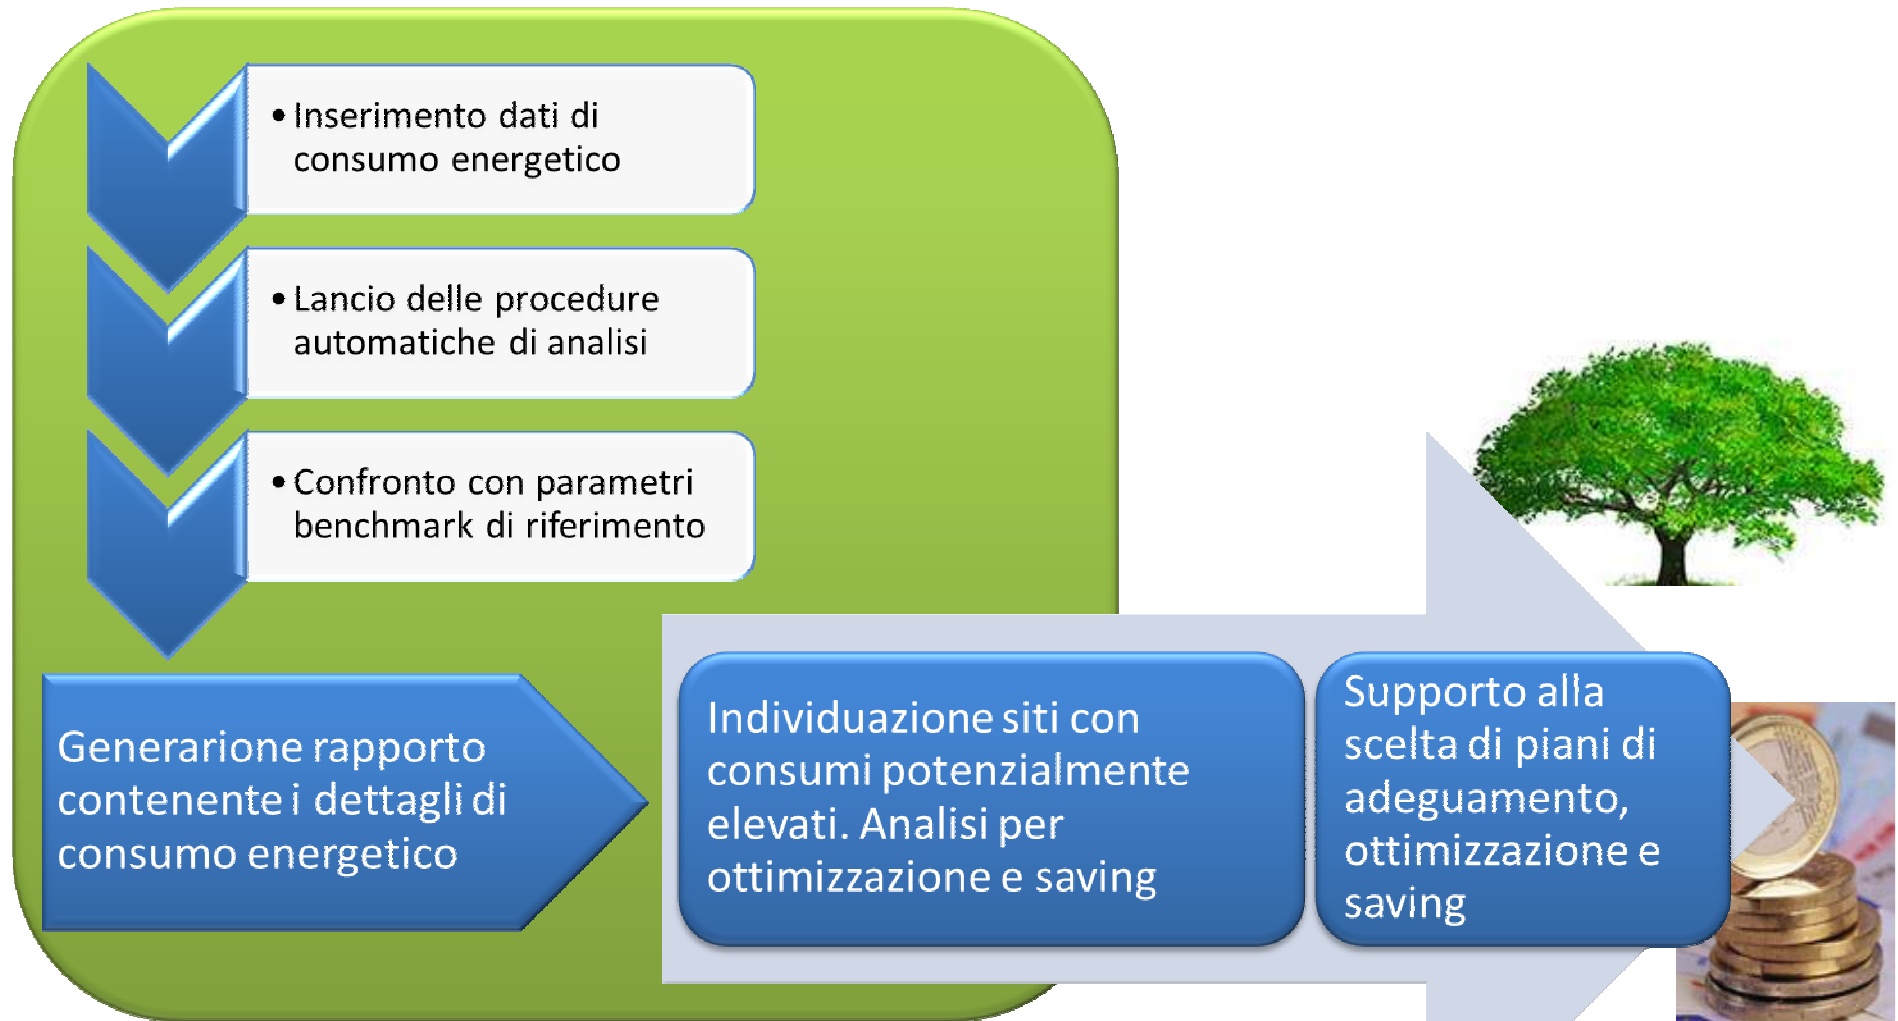 • Inserimento dati di
consumo energetico
• Lancio delle procedure
automatiche di analisi
• Confronto con parametri
benchmark di riferimento
Generarione rapporto
contenente i dettagli di
consumo energetico
Individuazione siti con
consumi potenzialmente
elevati. Analisi per
ottimizzazione e saving
Supporto alla
scelta di piani di
adeguamento,
ottimizzazione e
saving